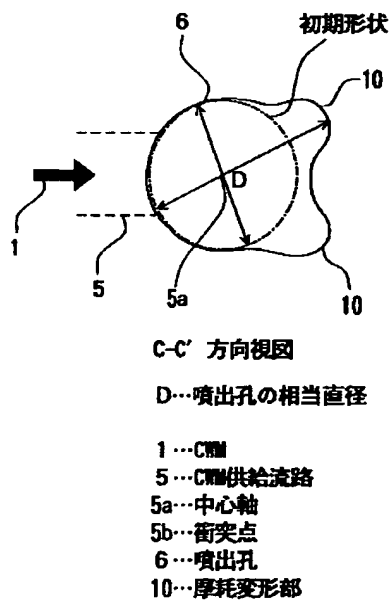 6
初期形状
10
D
1
5
5a
10
C-C′ 方向視図
D…噴出孔の相当直径
1…CWM
5…CWM供給流路
5a…中心軸
5b…衝突点
6…噴出孔
10…摩耗変形部